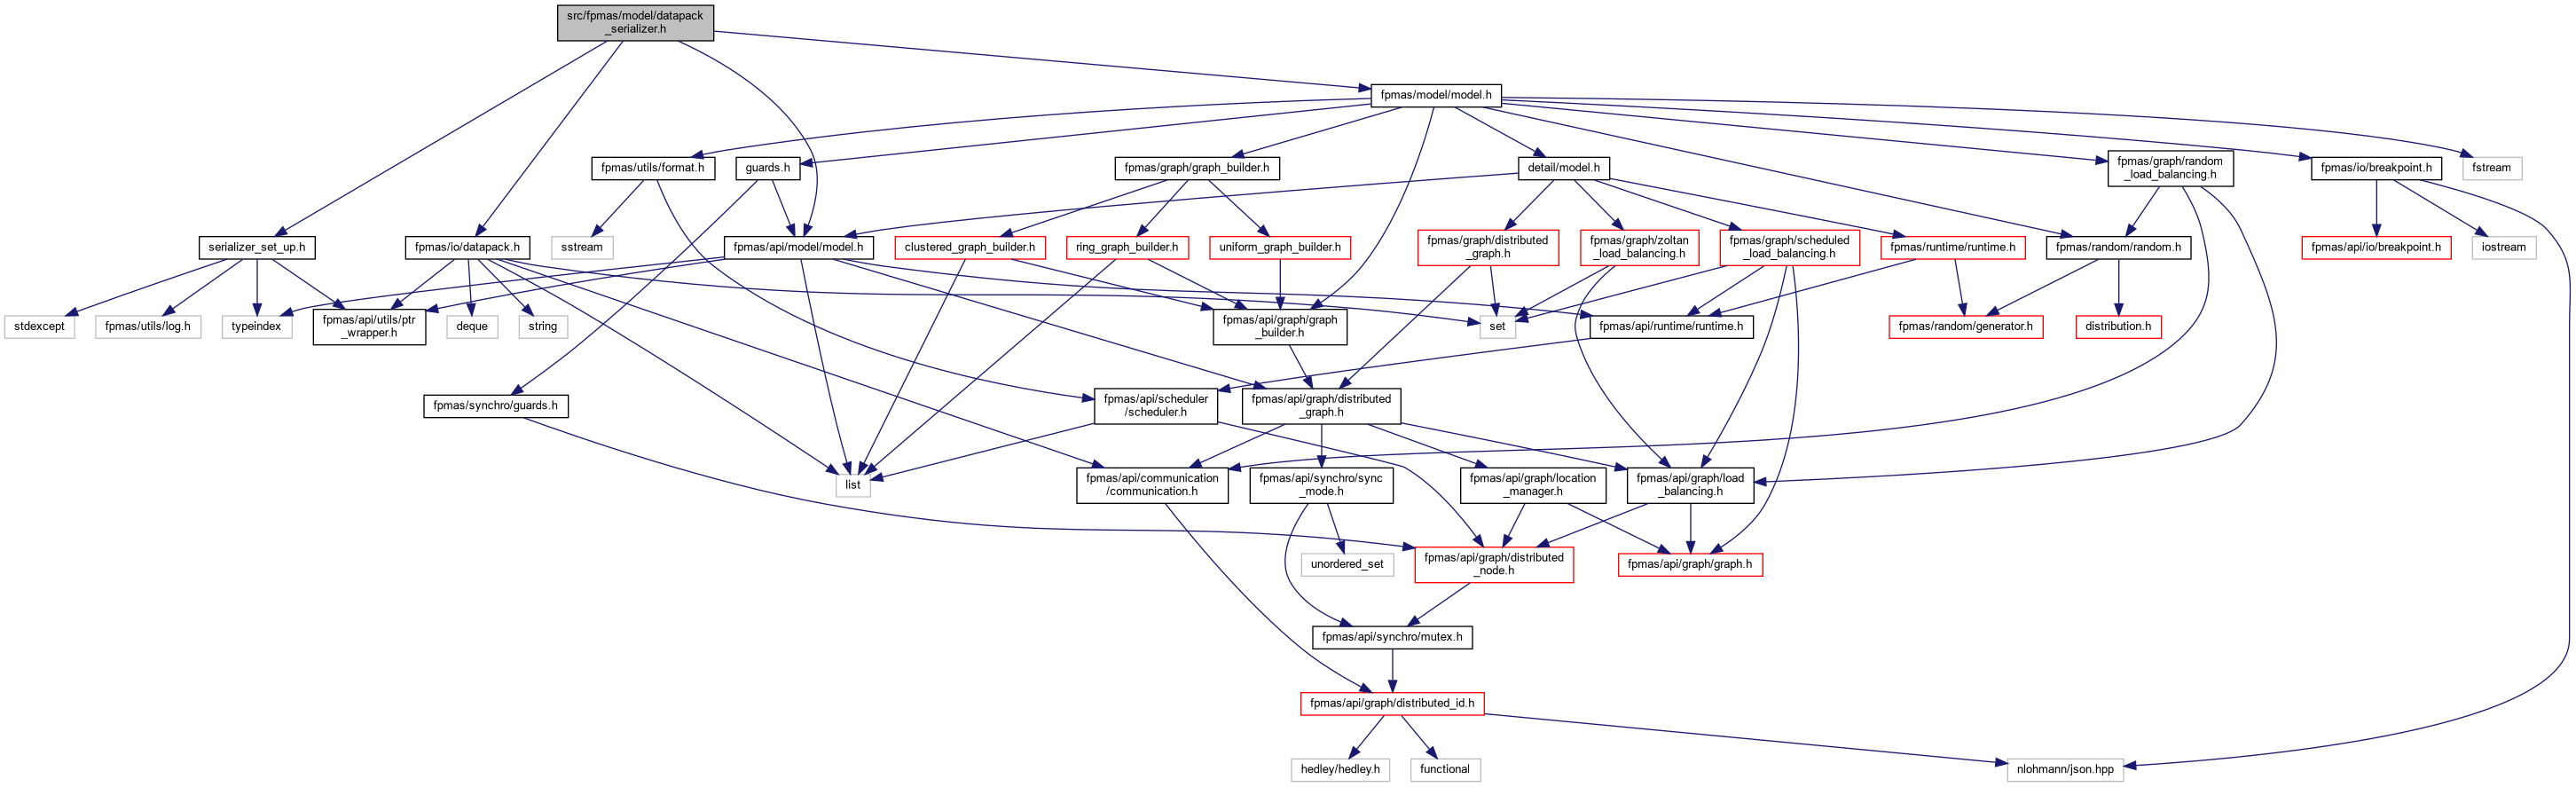 src/fpmas/model/datapack
_serializer.h
fpmas/model/model.h
fpmas/utils/format.h
guards.h
fpmas/graph/graph_builder.h
detail/model.h
fpmas/graph/random
_load_balancing.h
fpmas/io/breakpoint.h
fstream
serializer_set_up.h
fpmas/io/datapack.h
sstream
fpmas/api/model/model.h
clustered_graph_builder.h
ring_graph_builder.h
uniform_graph_builder.h
fpmas/graph/distributed
_graph.h
fpmas/graph/zoltan
_load_balancing.h
fpmas/graph/scheduled
_load_balancing.h
fpmas/runtime/runtime.h
fpmas/random/random.h
fpmas/api/io/breakpoint.h
iostream
stdexcept
fpmas/utils/log.h
typeindex
fpmas/api/utils/ptr
_wrapper.h
deque
string
fpmas/api/graph/graph
_builder.h
set
fpmas/api/runtime/runtime.h
fpmas/random/generator.h
distribution.h
fpmas/synchro/guards.h
fpmas/api/scheduler
/scheduler.h
fpmas/api/graph/distributed
_graph.h
list
fpmas/api/communication
/communication.h
fpmas/api/synchro/sync
_mode.h
fpmas/api/graph/location
_manager.h
fpmas/api/graph/load
_balancing.h
unordered_set
fpmas/api/graph/distributed
_node.h
fpmas/api/graph/graph.h
fpmas/api/synchro/mutex.h
fpmas/api/graph/distributed_id.h
hedley/hedley.h
functional
nlohmann/json.hpp